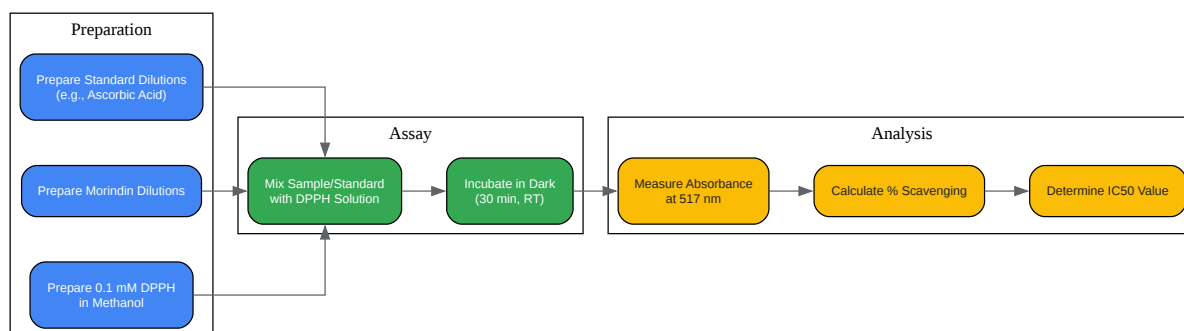 Preparation
Prepare Standard Dilutions
(e.g., Ascorbic Acid)
Prepare Morindin Dilutions
Prepare 0.1 mM DPPH
in Methanol
Assay
Mix Sample/Standard
with DPPH Solution
Incubate in Dark
(30 min, RT)
Analysis
Measure Absorbance
at 517 nm
Calculate % Scavenging
Determine IC50 Value